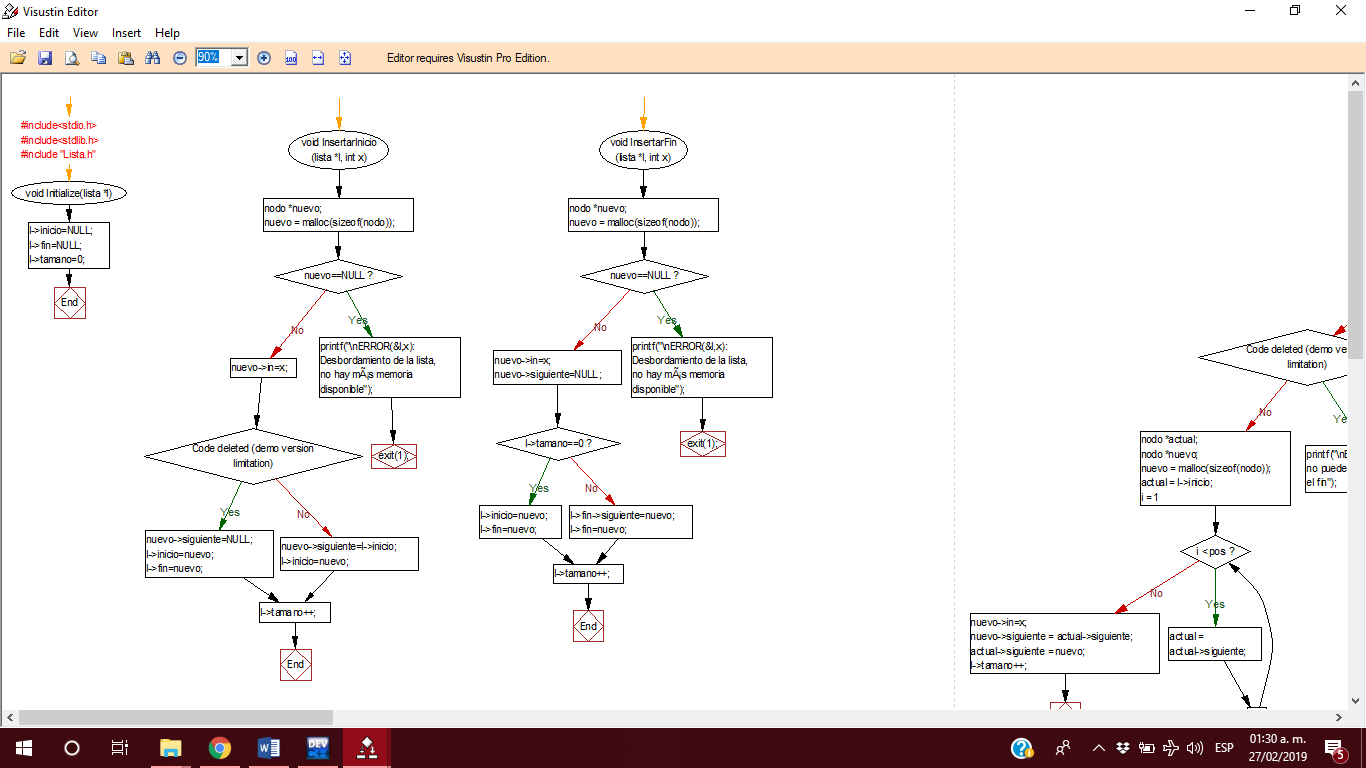 Visustin Editor
File Edit View Insert Help
90%
100
Editor requires Visustin Pro Edition.
#include<stdio.h>
#include<stdlib.h>
#include "Lista.h"
void Initialize(lista *l)
l->inicio=NULL;
l->fin=NULL;
l->tamano=0;
End
void InsertarInicio
(lista *l, int x)
nodo *nuevo;
nuevo = malloc(sizeof(nodo));
nuevo==NULL ?
No
Yes
nuevo->in=x;
printf("\nERROR(&l,x):
Desbordamiento de la lista,
no hay mÃ¡s memoria
disponible");
exit(1);
Code deleted (demo version
limitation)
Yes
No
nuevo->siguiente=NULL;
l->inicio=nuevo;
l->fin=nuevo;
nuevo->siguiente=l->inicio;
l->inicio=nuevo;
l->tamano++;
End
void InsertarFin
(lista *l, int x)
nodo *nuevo;
nuevo = malloc(sizeof(nodo));
nuevo==NULL ?
No
Yes
nuevo->in=x;
nuevo->siguiente=NULL;
printf("\nERROR(&l,x):
Desbordamiento de la lista,
no hay mÃ¡s memoria
disponible");
exit(1);
l->tamano==0 ?
Yes
No
l->inicio=nuevo;
l->fin=nuevo;
l->fin->siguiente=nuevo;
l->fin=nuevo;
l->tamano++;
End
Code deleted (demo ve
limitation)
No
Ye
nodo *actual;
nodo *nuevo;
nuevo = malloc(sizeof(nodo));
actual = l->inicio;
i = 1
printf("\nE
no puede
el fin");
i <pos ?
No
Yes
nuevo->in=x;
nuevo->siguiente = actual->siguiente;
actual->siguiente = nuevo;
l->tamano++;
actual =
actual->siguiente;
DEV
ESP
01:30 a. m.
27/02/2019
5